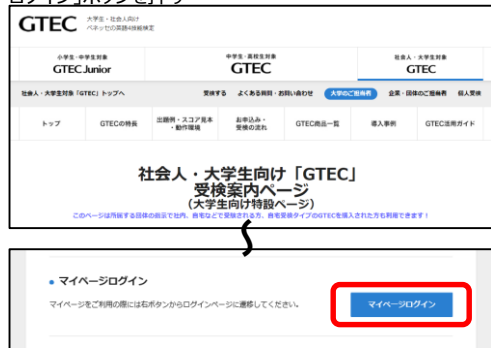 ログイン」ボタンを】ドラ
GTEC 大学生・社会人向け
ベネッセの英語4技能検定
小学生・中学生対象
GTEC Junior
中学生・高校生対象
GTEC
社会人・大学生対象
GTEC
社会人・大学生対象「GTEC」トップへ 受検する よくある質問・お問い合わせ 大学のご担当者 企業・団体のご担当者 個人受検
トップ GTECの特長 出題例・スコア見本・動作環境 お申込み・受検の流れ GTEC商品一覧 導入事例 GTEC活用ガイド
社会人・大学生向け「GTEC」
受検案内ページ
(大学生向け特設ページ)
このページは所属する団体の指示で社内、自宅などで受験される方、自宅受検タイプのGTECを導入された方も利用できます！
マイページログイン
マイページをご利用の際には右ボタンからログインページに遷移してください。
マイページログイン